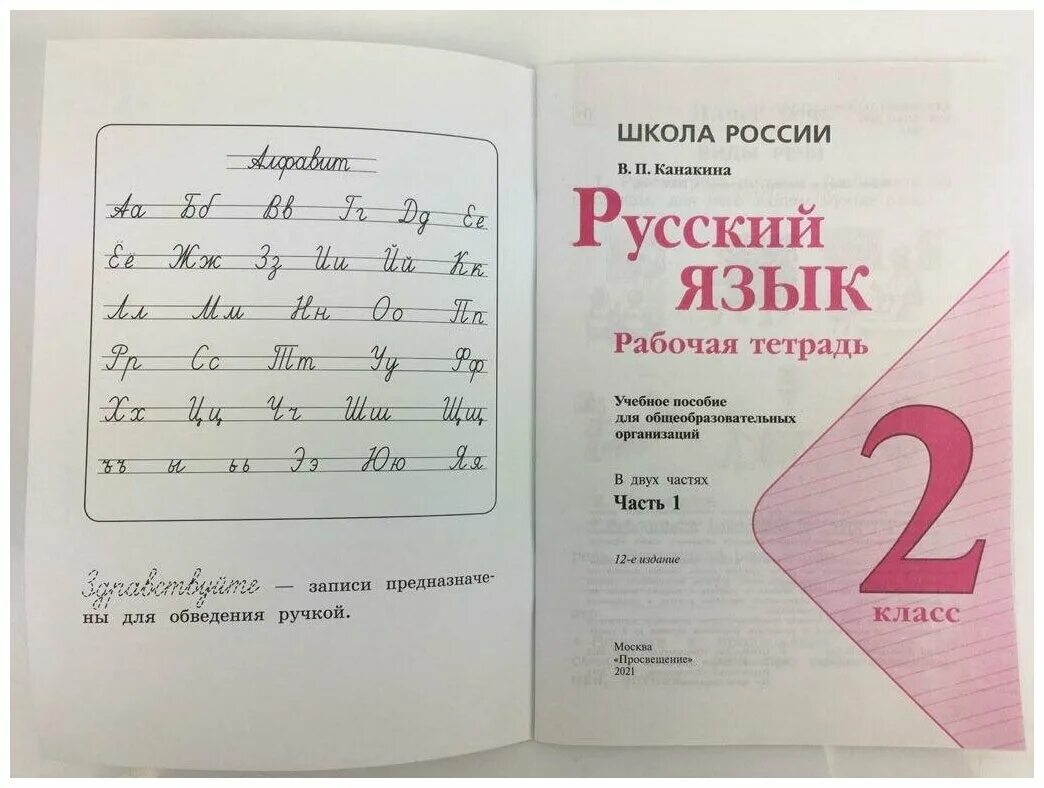 Алфавит
Аа Бб Вв Гг Дд Ее
Ёё Жж Зз Ии Йй Кк
Лл Мм Нн Оо Пп
Рр Сс Тт Уу Фф
Хх Цц Чч Шш Щщ
ъъ ы ьь Ээ Юю Яя
Здравствуйте — записи предназначе-
ны для обведения ручкой.
ШКОЛА РОССИИ
В. П. Канакина
Русский
язык
Рабочая тетрадь
Учебное пособие
для общеобразовательных
организаций
В двух частях
Часть 1
12-е издание
2
класс
Москва
«Просвещение»
2021